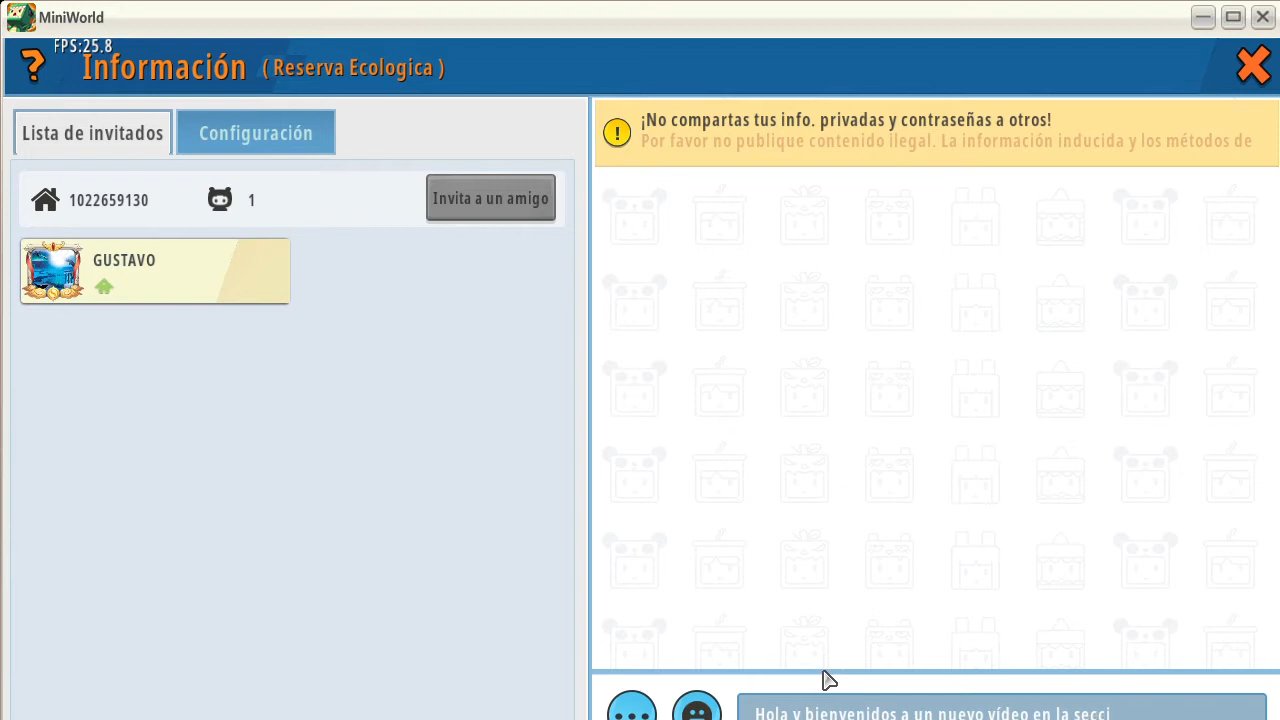 MiniWorld
FPS:25.8
Información ( Reserva Ecologica )
Lista de invitados
Configuración
1022659130
1
Invita a un amigo
GUSTAVO
¡No compartas tus info. privadas y contraseñas a otros!
Por favor no publique contenido ilegal. La información inducida y los métodos de
Hola y bienvenidos a un nuevo vídeo en la secci